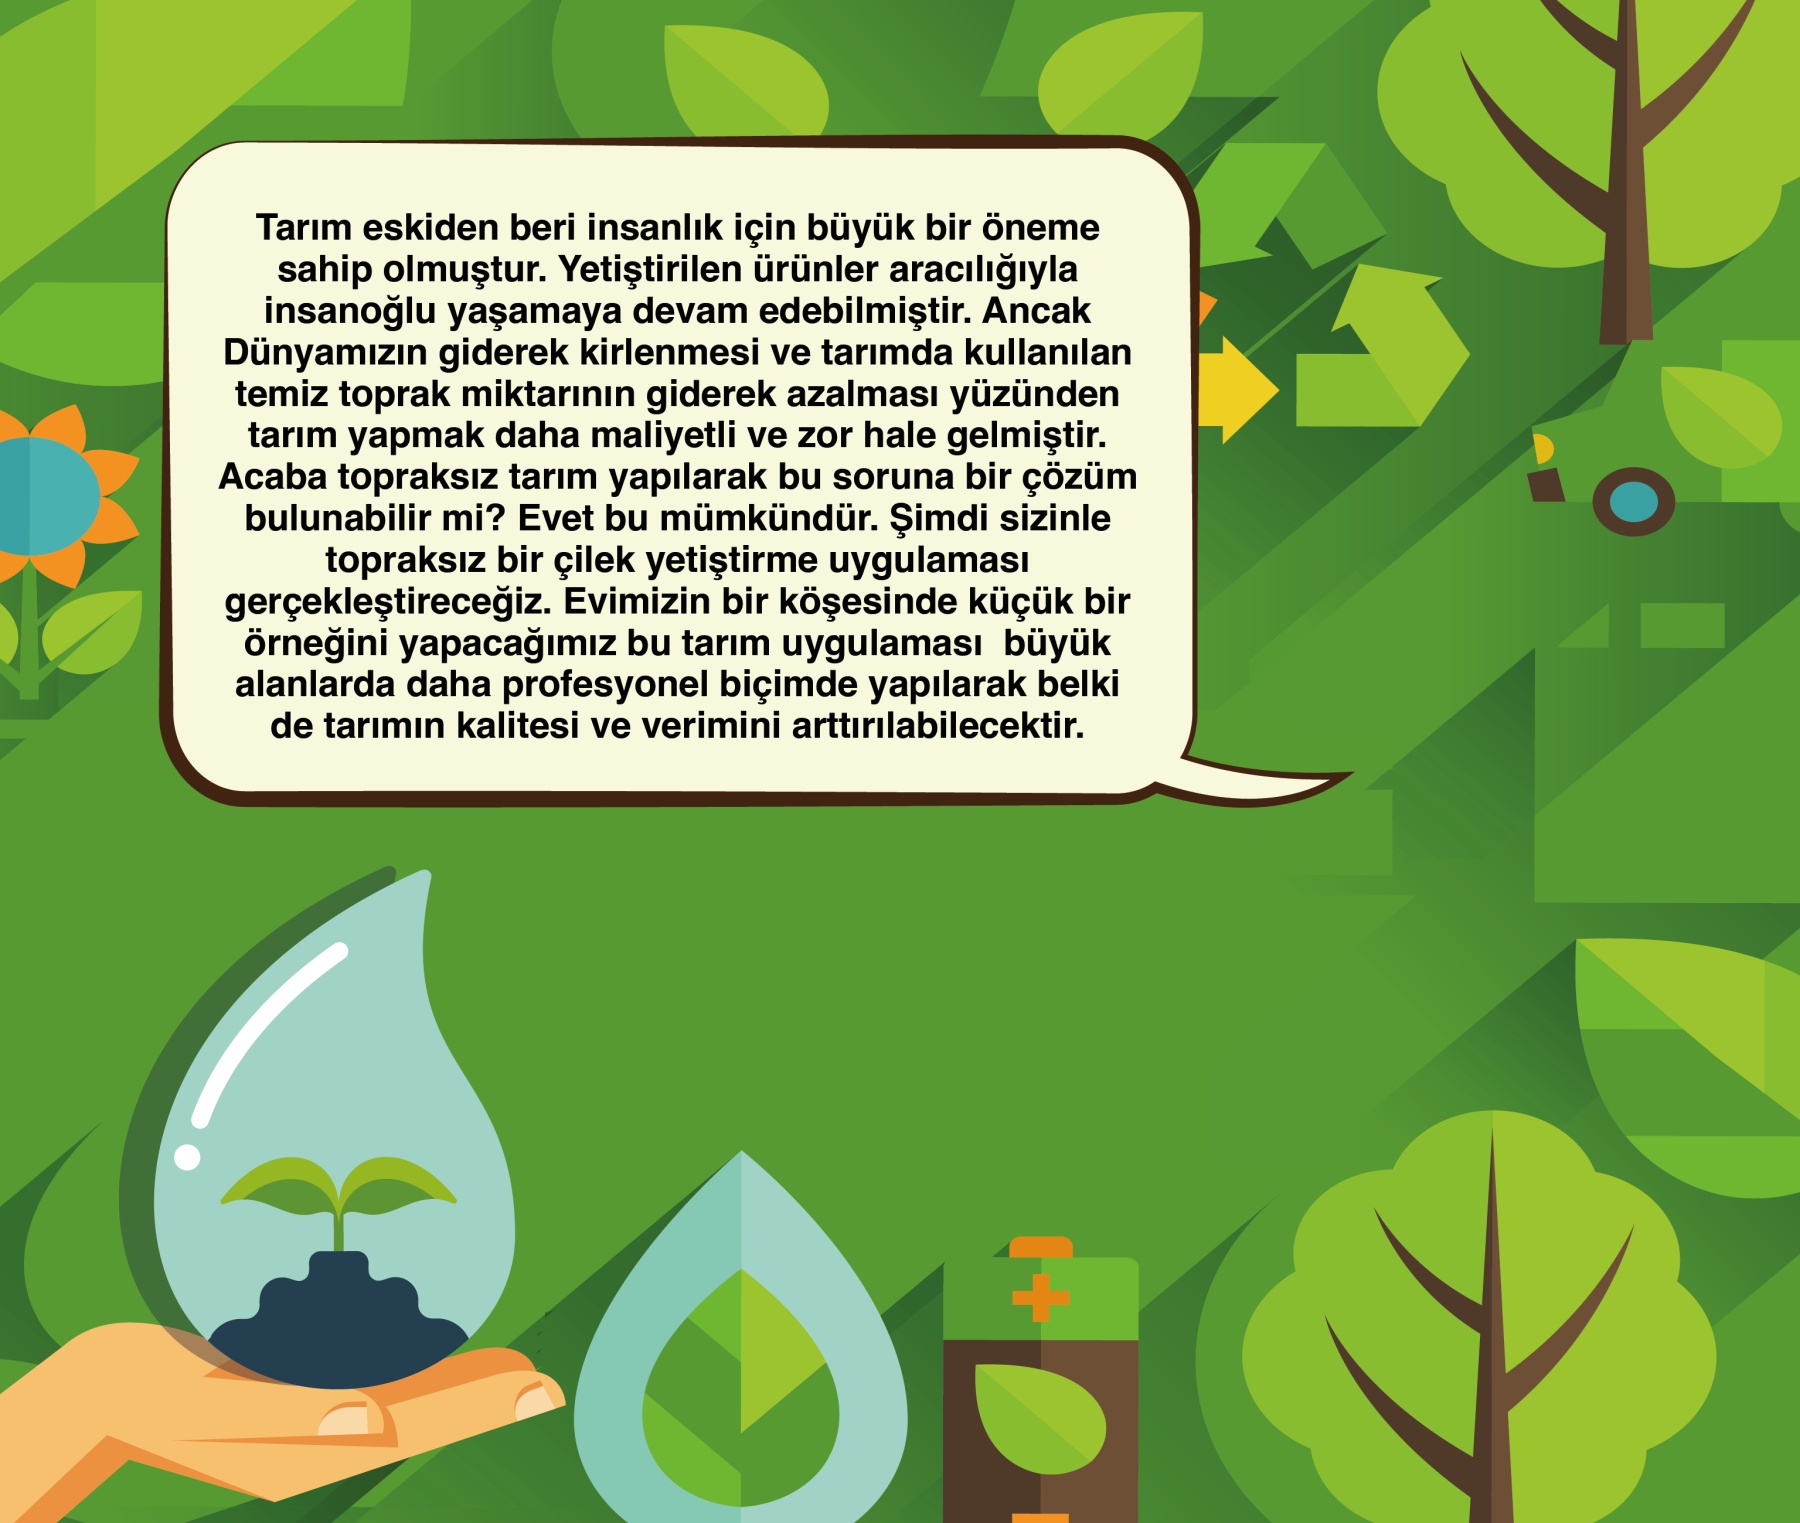 Tarım eskiden beri insanlık için büyük bir öneme
sahip olmuştur. Yetiştirilen ürünler aracılığıyla
insanoğlu yaşamaya devam edebilmiştir. Ancak
Dünyamızın giderek kirlenmesi ve tarımda kullanılan
temiz toprak miktarının giderek azalması yüzünden
tarım yapmak daha maliyetli ve zor hale gelmiştir.
Acaba topraksız tarım yapılarak bu soruna bir çözüm
bulunabilir mi? Evet bu mümkündür. Şimdi sizinle
topraksız bir çilek yetiştirme uygulaması
gerçekleştireceğiz. Evimizin bir köşesinde küçük bir
örneğini yapacağımız bu tarım uygulaması  büyük
alanlarda daha profesyonel biçimde yapılarak belki
de tarımın kalitesi ve verimini arttırılabilecektir.